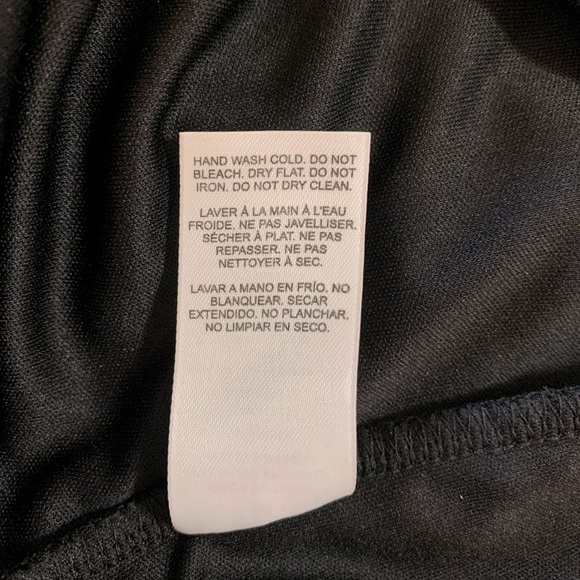 HAND WASH COLD. DO NOT
BLEACH. DRY FLAT. DO NOT
IRON. DO NOT DRY CLEAN.
LAVER À LA MAIN À L'EAU
FROIDE. NE PAS JAVELLISER.
SÉCHER À PLAT. NE PAS
REPASSER. NE PAS
NETTOYER À SEC.
LAVAR A MANO EN FRÍO. NO
BLANQUEAR. SECAR
EXTENDIDO. NO PLANCHAR.
NO LIMPIAR EN SECO.